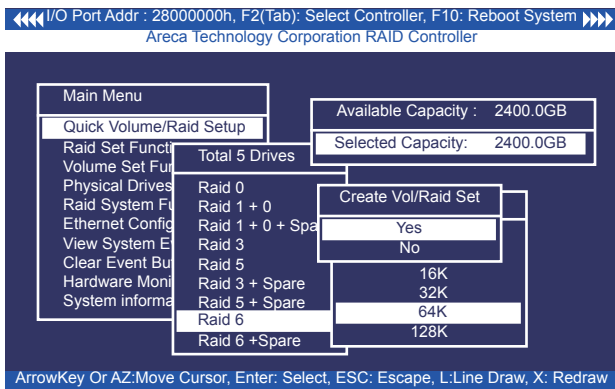 I/O Port Addr : 28000000h, F2(Tab): Select Controller, F10: Reboot System
Areca Technology Corporation RAID Controller
Main Menu
Quick Volume/Raid Setup
Raid Set Functi
Volume Set Fun
Physical Drives
Raid System Fu
Ethernet Config
View System E
Clear Event Bu
Hardware Moni
System informa
Total 5 Drives
Raid 0
Raid 1 + 0
Raid 1 + 0 + Spa
Raid 3
Raid 5
Raid 3 + Spare
Raid 5 + Spare
Raid 6
Raid 6 +Spare
Available Capacity : 2400.0GB
Selected Capacity: 2400.0GB
Create Vol/Raid Set
Yes
No
16K
32K
64K
128K
ArrowKey Or AZ:Move Cursor, Enter: Select, ESC: Escape, L:Line Draw, X: Redraw